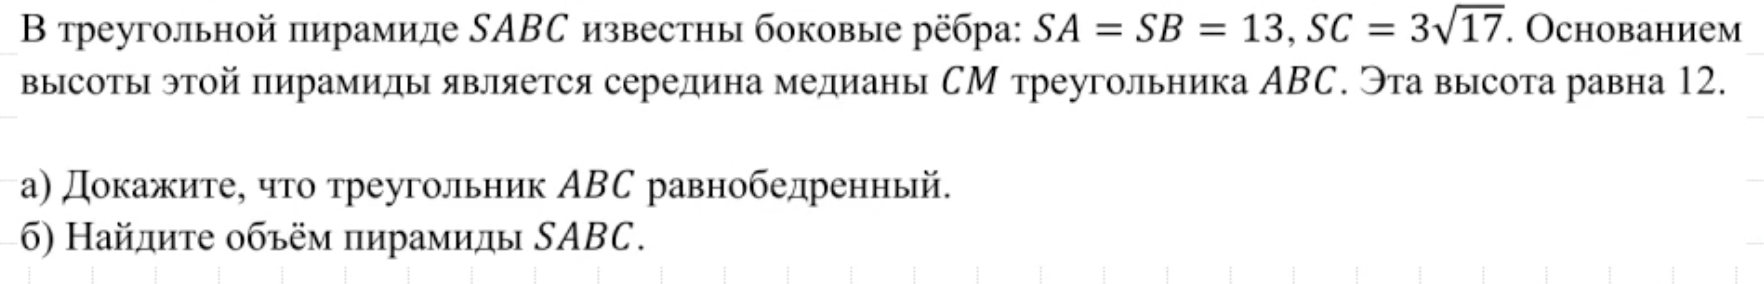 В треугольной пирамиде SABC известны боковые рёбра: SA = SB = 13, SC = 3√17. Основанием
высоты этой пирамиды является середина медианы CM треугольника ABC. Эта высота равна 12.
а) Докажите, что треугольник ABC равнобедренный.
б) Найдите объём пирамиды SABC.